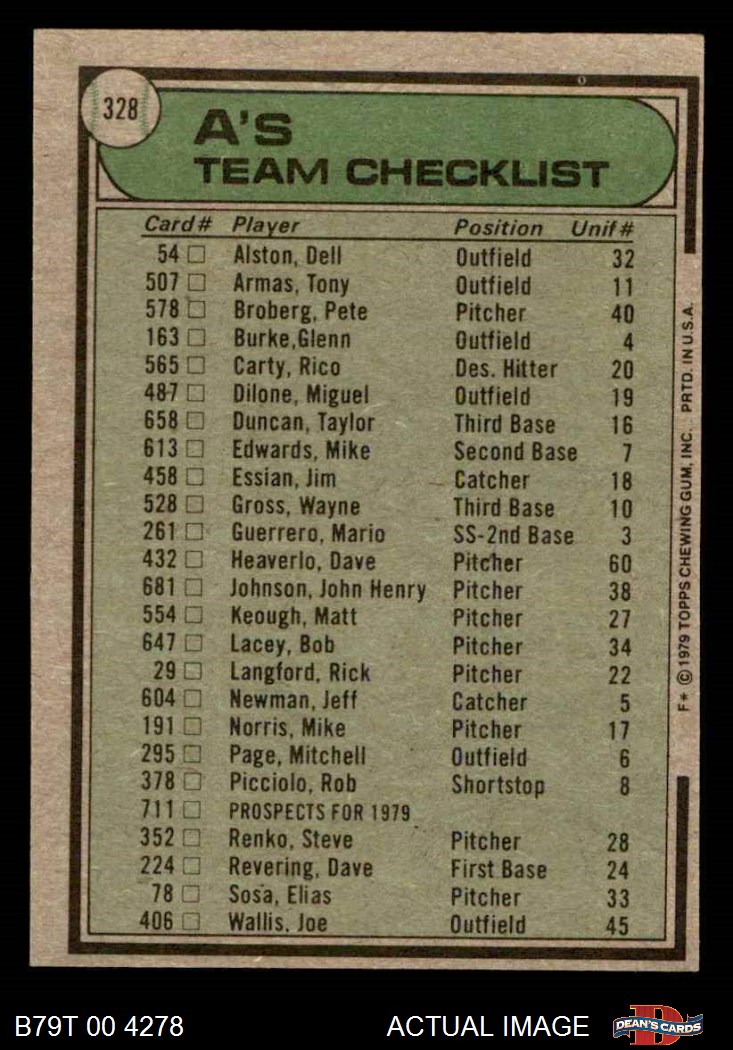 328
A'S
TEAM CHECKLIST
Card # Player Position Unif #
54 □ Alston, Dell Outfield 32
507 □ Armas, Tony Outfield 11
578 □ Broberg, Pete Pitcher 40
163 □ Burke,Glenn Outfield 4
565 □ Carty, Rico Des. Hitter 20
487 □ Dilone, Miguel Outfield 19
658 □ Duncan, Taylor Third Base 16
613 □ Edwards, Mike Second Base 7
458 □ Essian, Jim Catcher 18
528 □ Gross, Wayne Third Base 10
261 □ Guerrero, Mario SS-2nd Base 3
432 □ Heaverlo, Dave Pitcher 60
681 □ Johnson, John Henry Pitcher 38
554 □ Keough, Matt Pitcher 27
647 □ Lacey, Bob Pitcher 34
29 □ Langford, Rick Pitcher 22
604 □ Newman, Jeff Catcher 5
191 □ Norris, Mike Pitcher 17
295 □ Page, Mitchell Outfield 6
378 □ Picciolo, Rob Shortstop 8
711 □ PROSPECTS FOR 1979
352 □ Renko, Steve Pitcher 28
224 □ Revering, Dave First Base 24
78 □ Sosa, Elias Pitcher 33
406 □ Wallis, Joe Outfield 45
F* © 1979 TOPPS CHEWING GUM, INC. PRTD. IN U.S.A.
B79T 00 4278 ACTUAL IMAGE DEAN'S CARDS